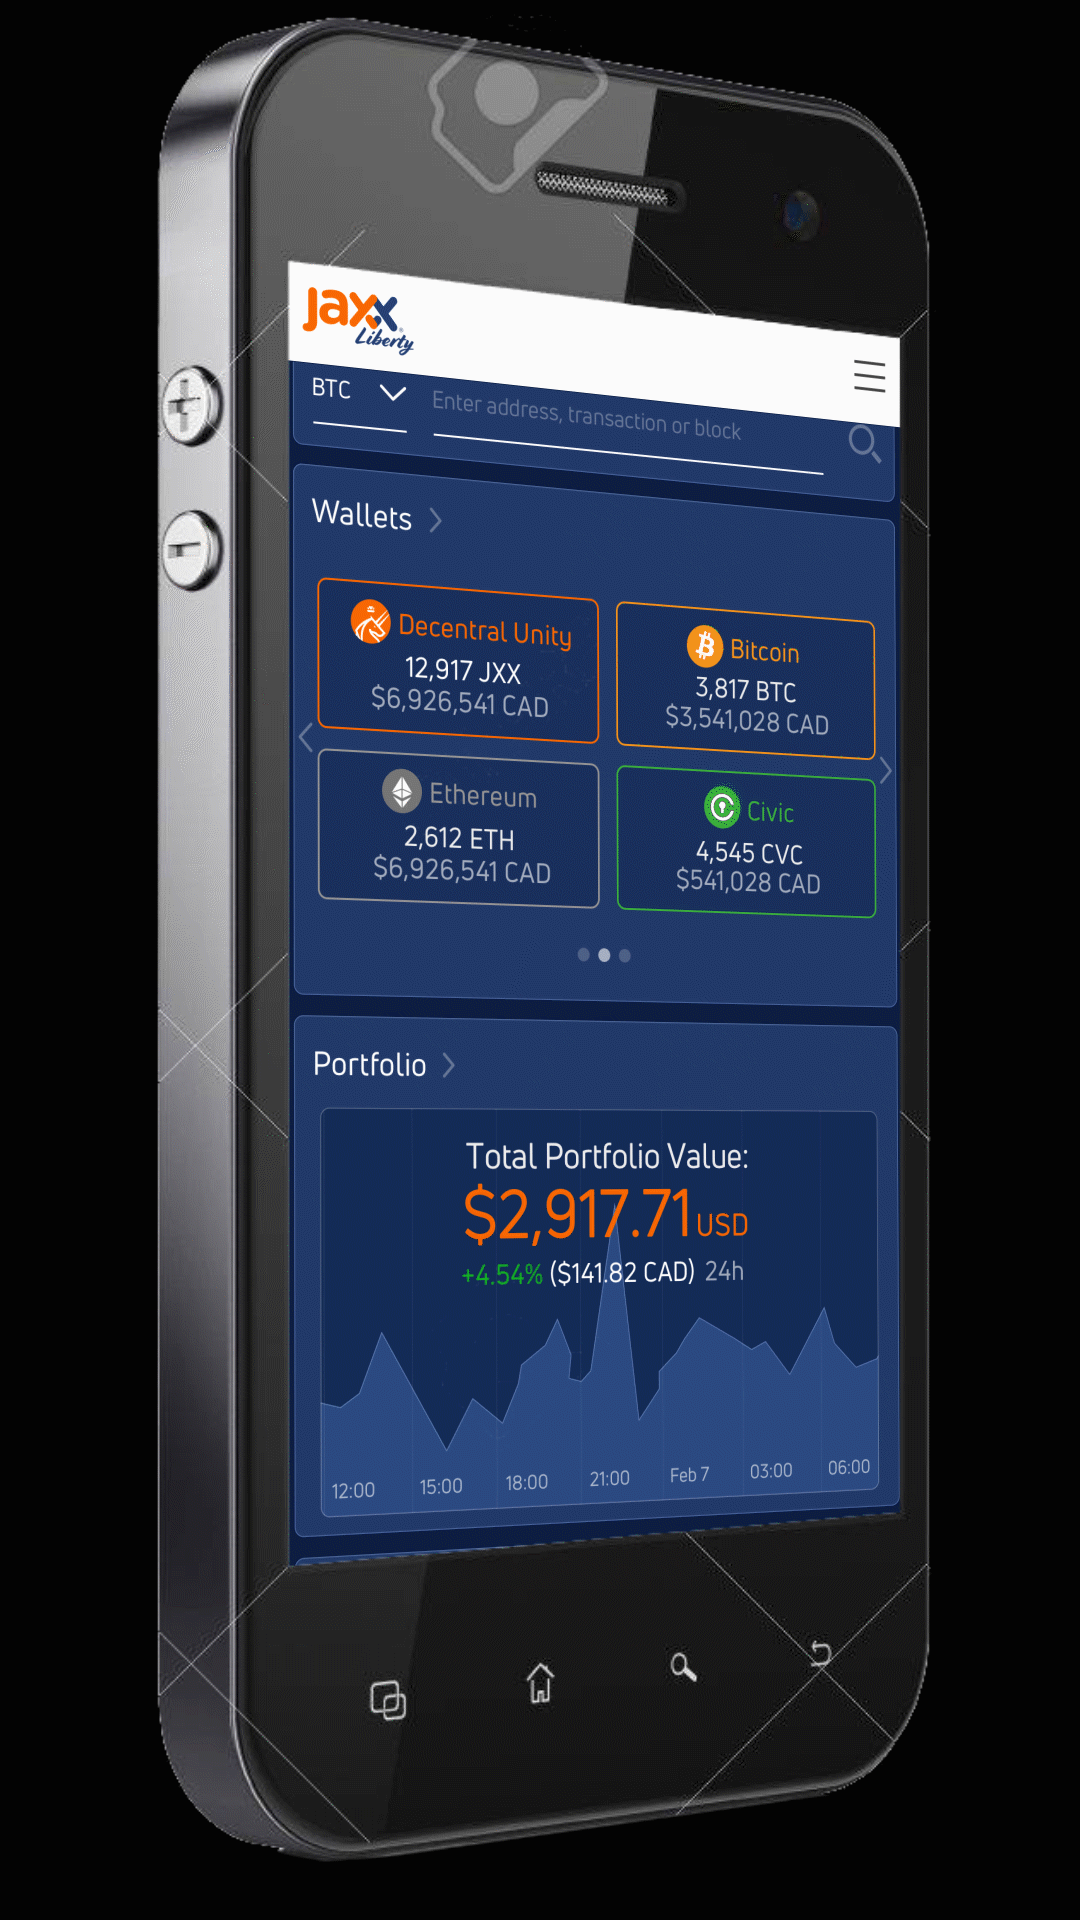 Jaxx
Liberty
BTC
Enter address, transaction or block
Wallets
Decentral Unity
12,917 JXX
$6,926,541 CAD
Bitcoin
3,817 BTC
$3,541,028 CAD
Ethereum
2,612 ETH
$6,926,541 CAD
Civic
4,545 CVC
$541,028 CAD
Portfolio
Total Portfolio Value:
$2,917.71 USD
+4.54% ($141.82 CAD) 24h
12:00 15:00 18:00 21:00 Feb 7 03:00 06:00